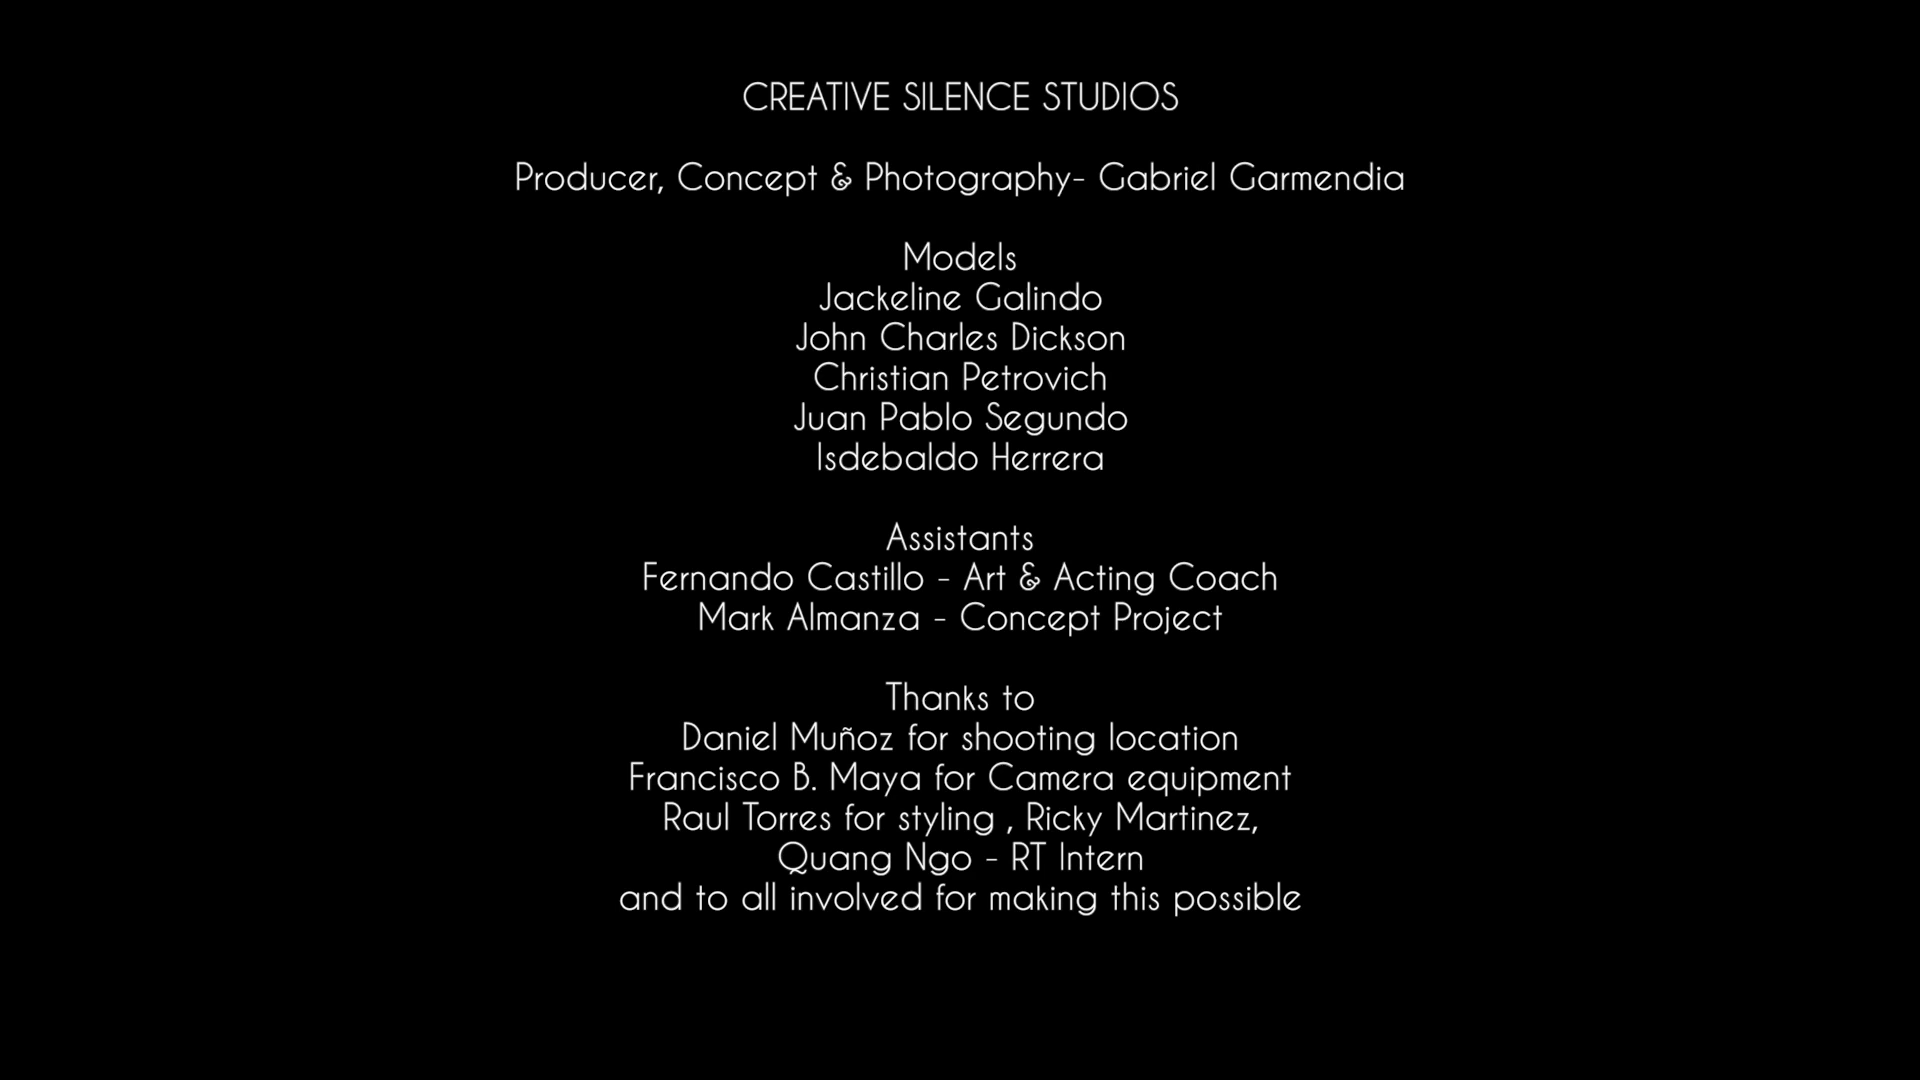 CREATIVE SILENCE STUDIOS
Producer, Concept & Photography- Gabriel Garmendia
Models
Jackeline Galindo
John Charles Dickson
Christian Petrovich
Juan Pablo Segundo
Isdebaldo Herrera
Assistants
Fernando Castillo - Art & Acting Coach
Mark Almanza - Concept Project
Thanks to
Daniel Muñoz for shooting location
Francisco B. Maya for Camera equipment
Raul Torres for styling , Ricky Martinez,
Quang Ngo - RT Intern
and to all involved for making this possible